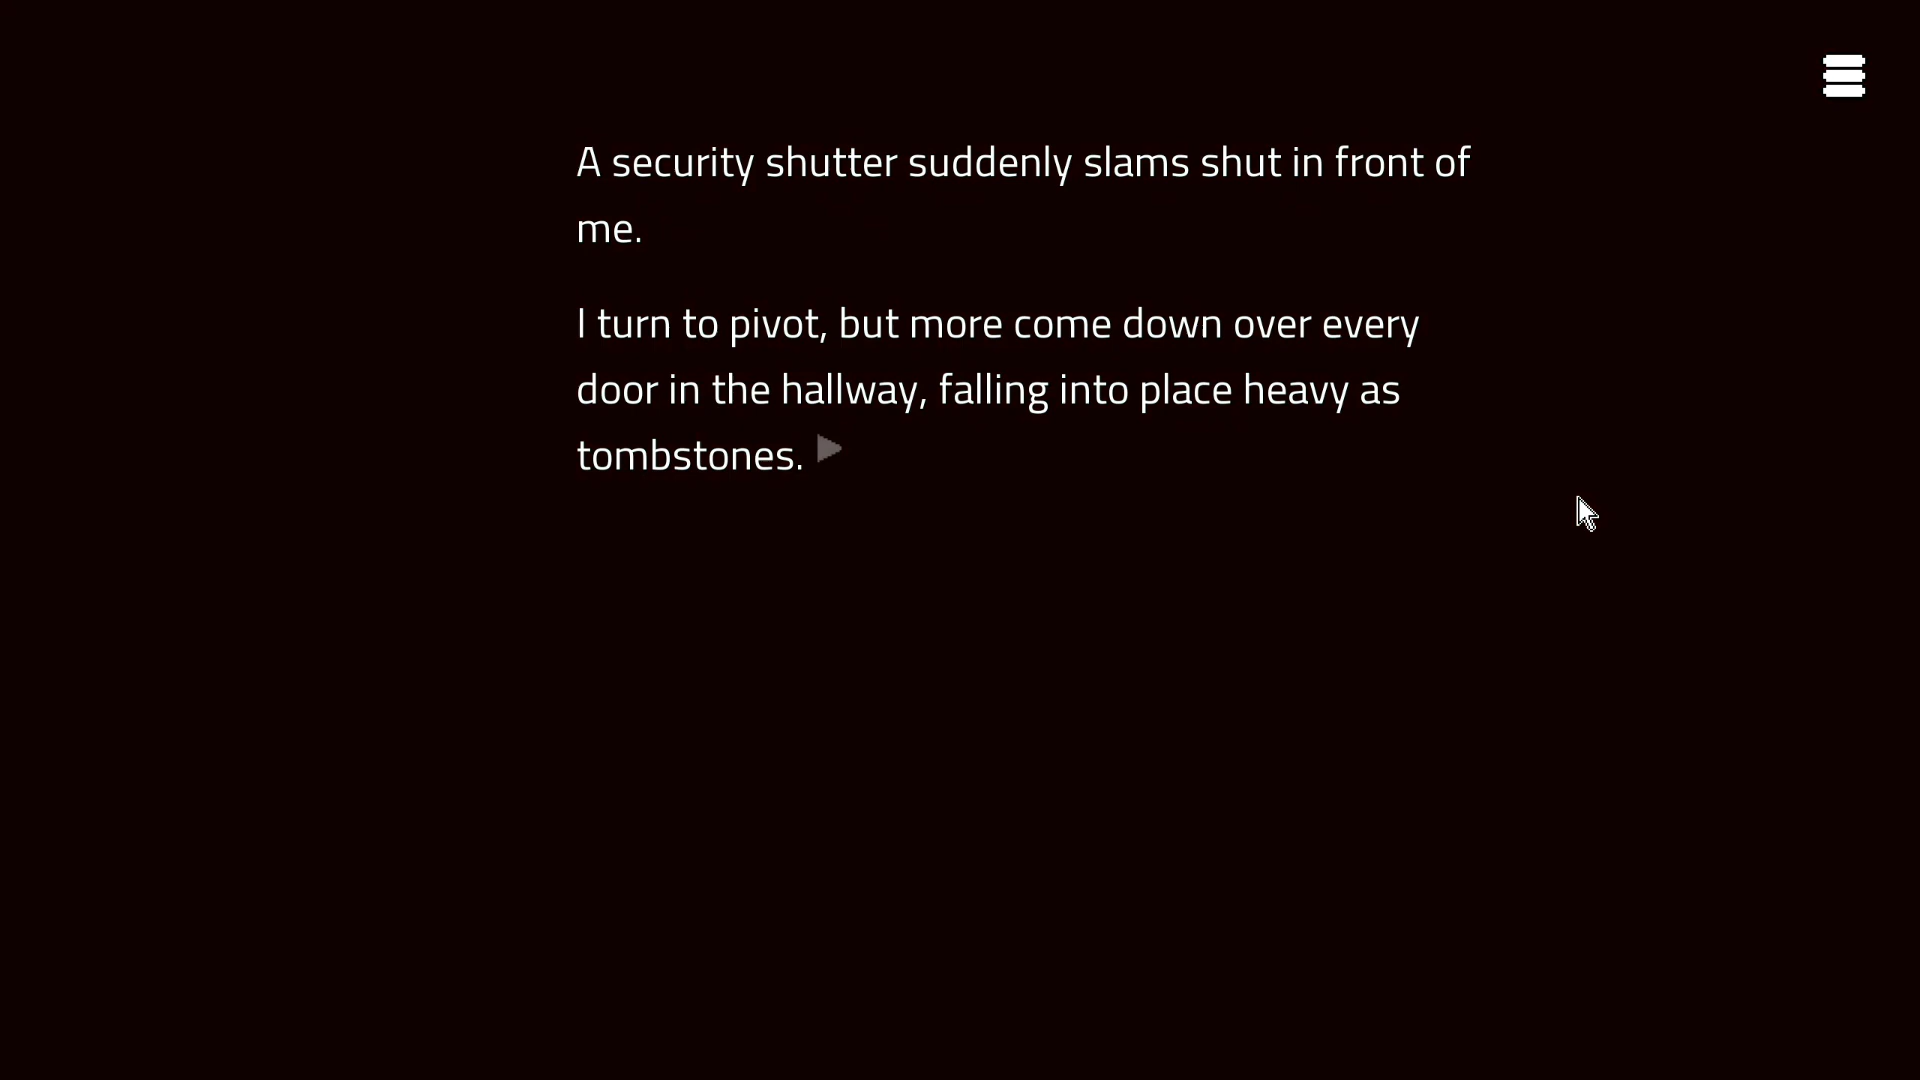 A security shutter suddenly slams shut in front of
me.
I turn to pivot, but more come down over every
door in the hallway, falling into place heavy as
tombstones.